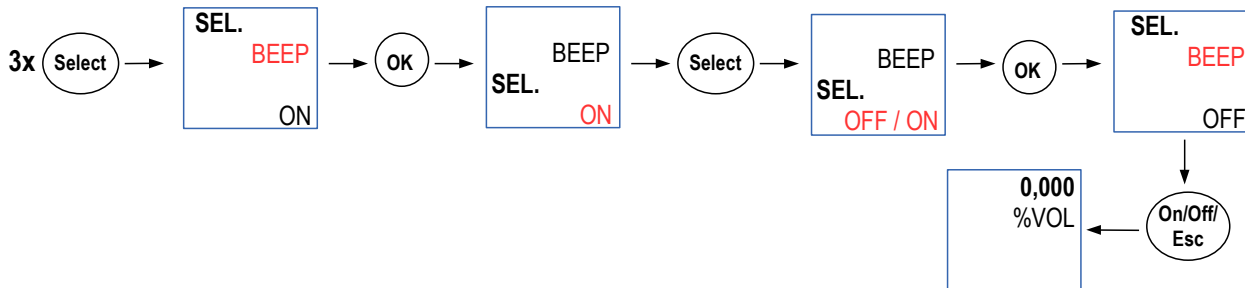 3x
Select
SEL.
BEEP
ON
OK
BEEP
SEL.
ON
Select
BEEP
SEL.
OFF / ON
OK
SEL.
BEEP
OFF
On/Off/
Esc
0,000
%VOL